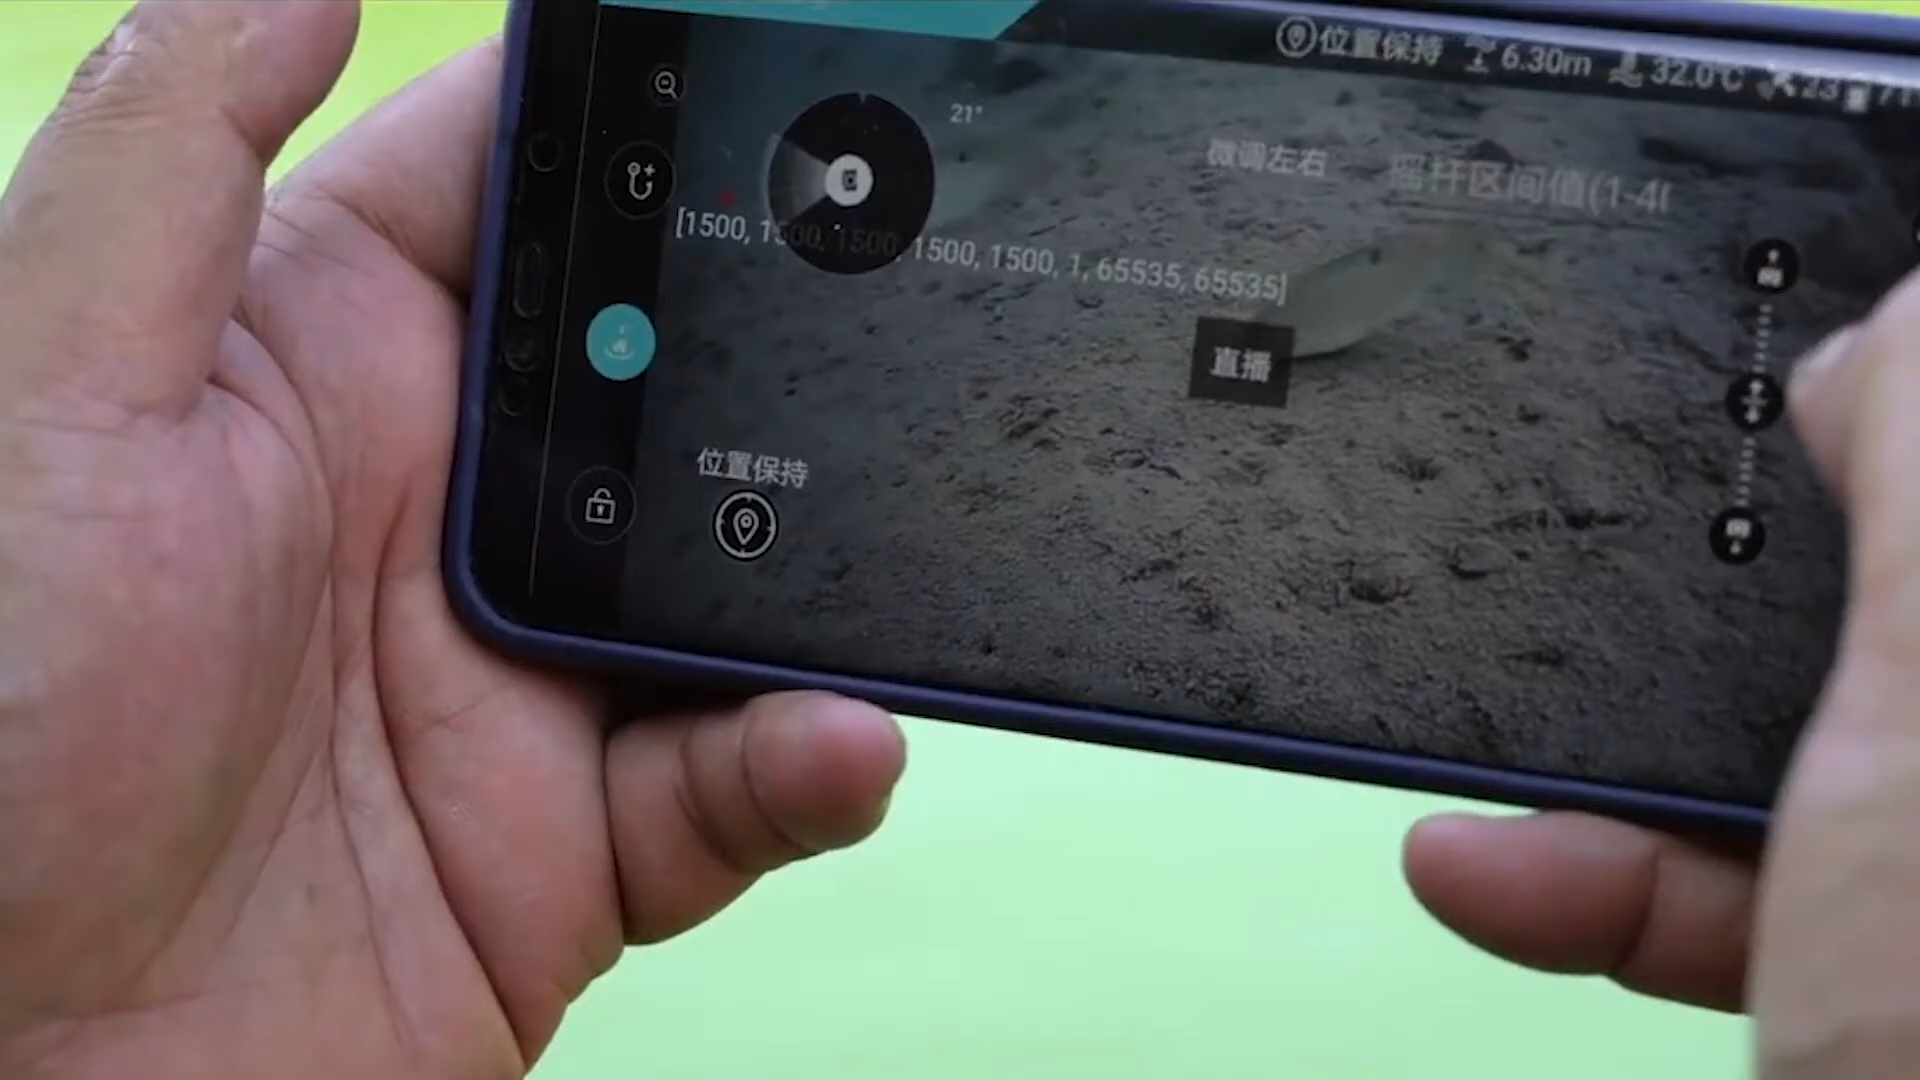 位置保持 6.30m 32.0°C 23
21°
微调左右 摇杆区间值(1-4
[1500, 1500, 1500, 1500, 1500, 1, 65535, 65535]
直播
位置保持